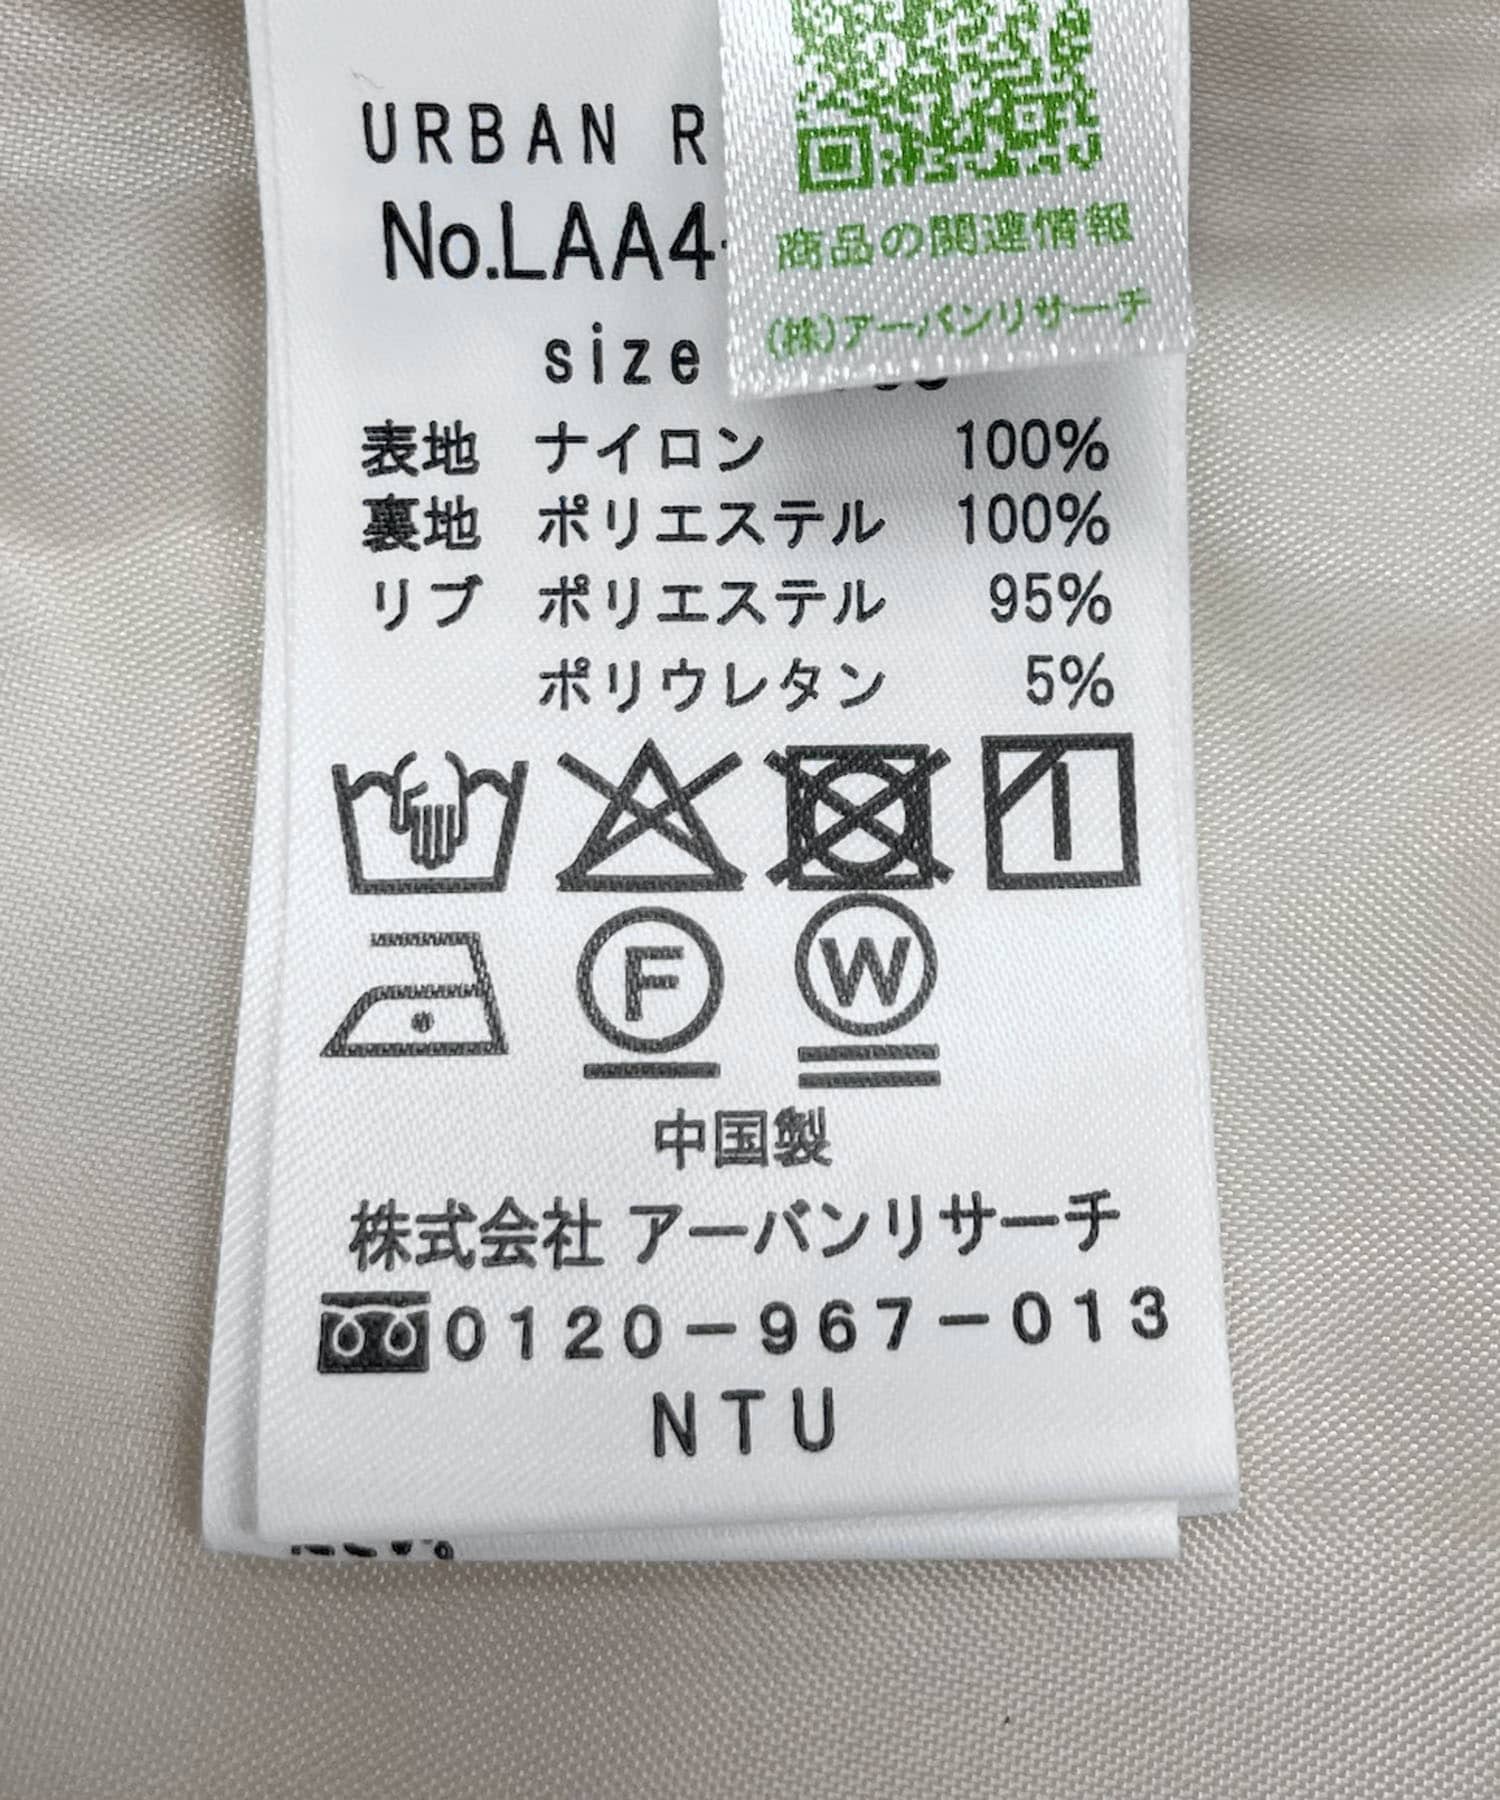 URBAN R
No.LAA4
商品の関連情報
(株)アーバンリサーチ
size
表地 ナイロン 100%
裏地 ポリエステル 100%
リブ ポリエステル 95%
ポリウレタン 5%
F W
中国製
株式会社 アーバンリサーチ
0120-967-013
NTU